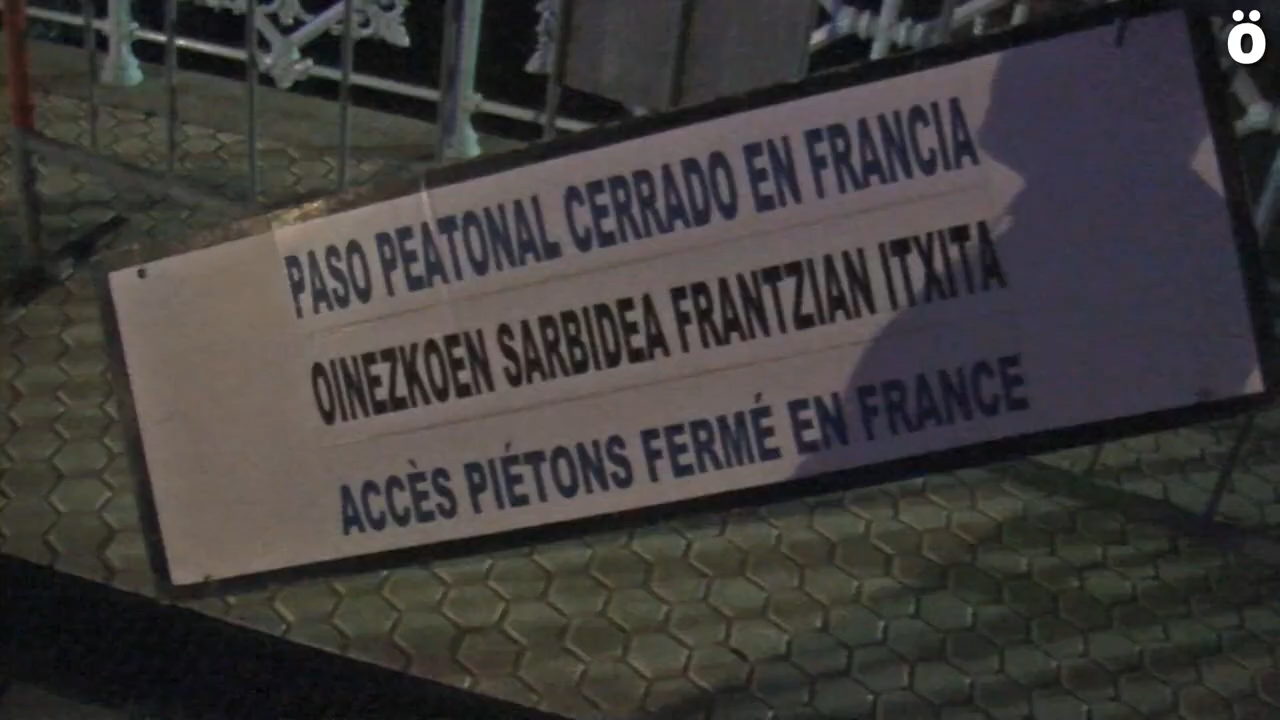 ö
PASO PEATONAL CERRADO EN FRANCIA
OINEZKOEN SARBIDEA FRANTZIAN ITXITA
ACCÈS PIÉTONS FERMÉ EN FRANCE